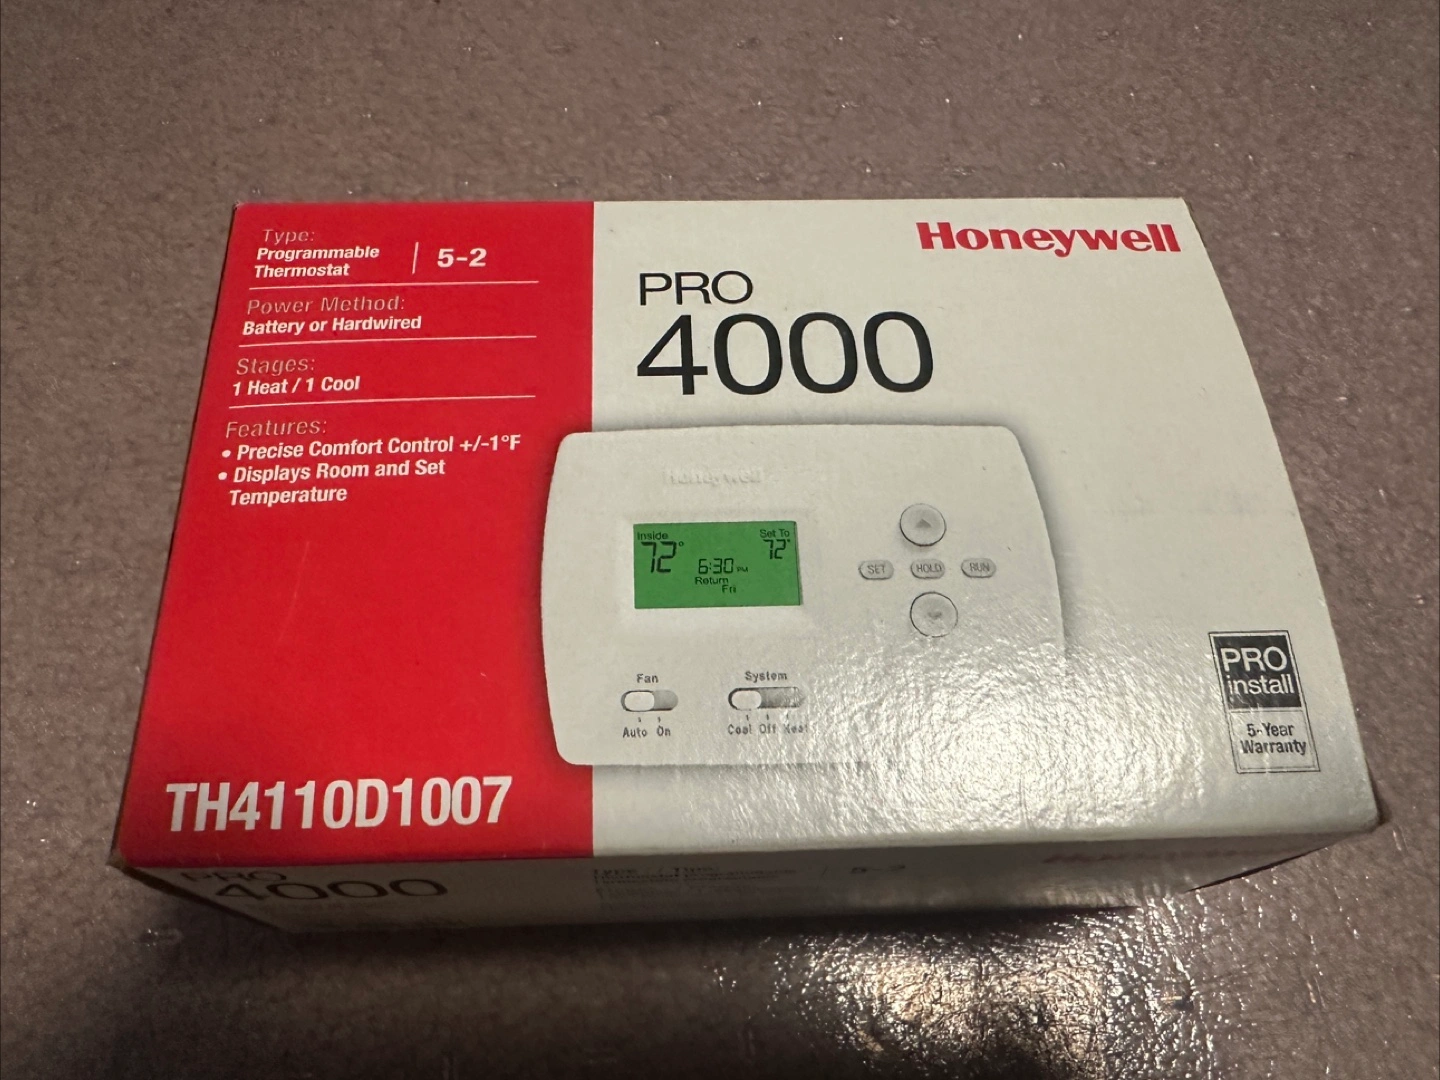 Type:
Programmable
Thermostat
5-2
Power Method:
Battery or Hardwired
Stages:
1 Heat / 1 Cool
Features:
• Precise Comfort Control +/-1°F
• Displays Room and Set
Temperature
TH4110D1007
Honeywell
PRO
4000
Honeywell
Inside
72°
Set To
72°
6:30 PM
Return
Fri
SET HOLD RUN
Fan
Auto On
System
Cool Off Heat
PRO
install
5-Year
Warranty
PRO
4000
Type / Tipo:
5-2
Honeywell